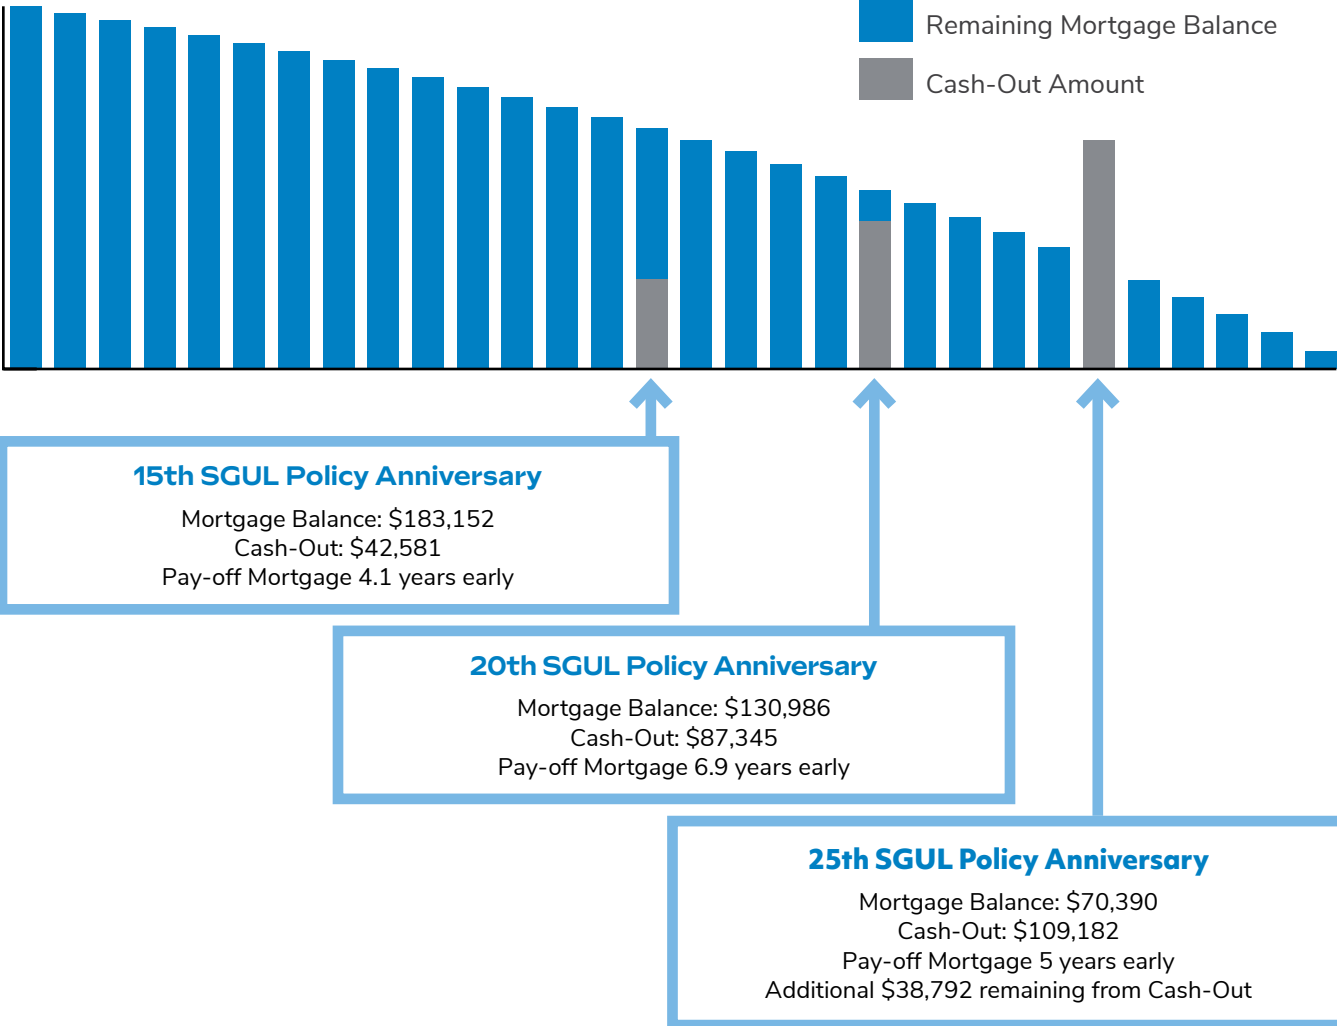 Remaining Mortgage Balance
Cash-Out Amount
15th SGUL Policy Anniversary
Mortgage Balance: $183,152
Cash-Out: $42,581
Pay-off Mortgage 4.1 years early
20th SGUL Policy Anniversary
Mortgage Balance: $130,986
Cash-Out: $87,345
Pay-off Mortgage 6.9 years early
25th SGUL Policy Anniversary
Mortgage Balance: $70,390
Cash-Out: $109,182
Pay-off Mortgage 5 years early
Additional $38,792 remaining from Cash-Out